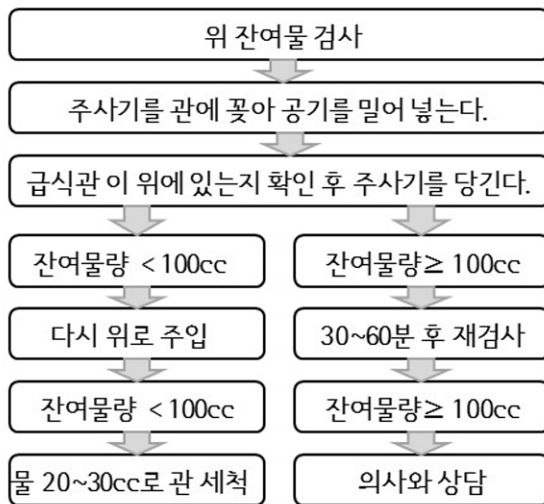 위 잔여물 검사
주사기를 관에 꽂아 공기를 밀어 넣는다.
급식관 이 위에 있는지 확인 후 주사기를 당긴다.
잔여물량 < 100cc
잔여물량≥ 100cc
다시 위로 주입
30~60분 후 재검사
잔여물량 < 100cc
잔여물량≥ 100cc
물 20~30cc로 관 세척
의사와 상담